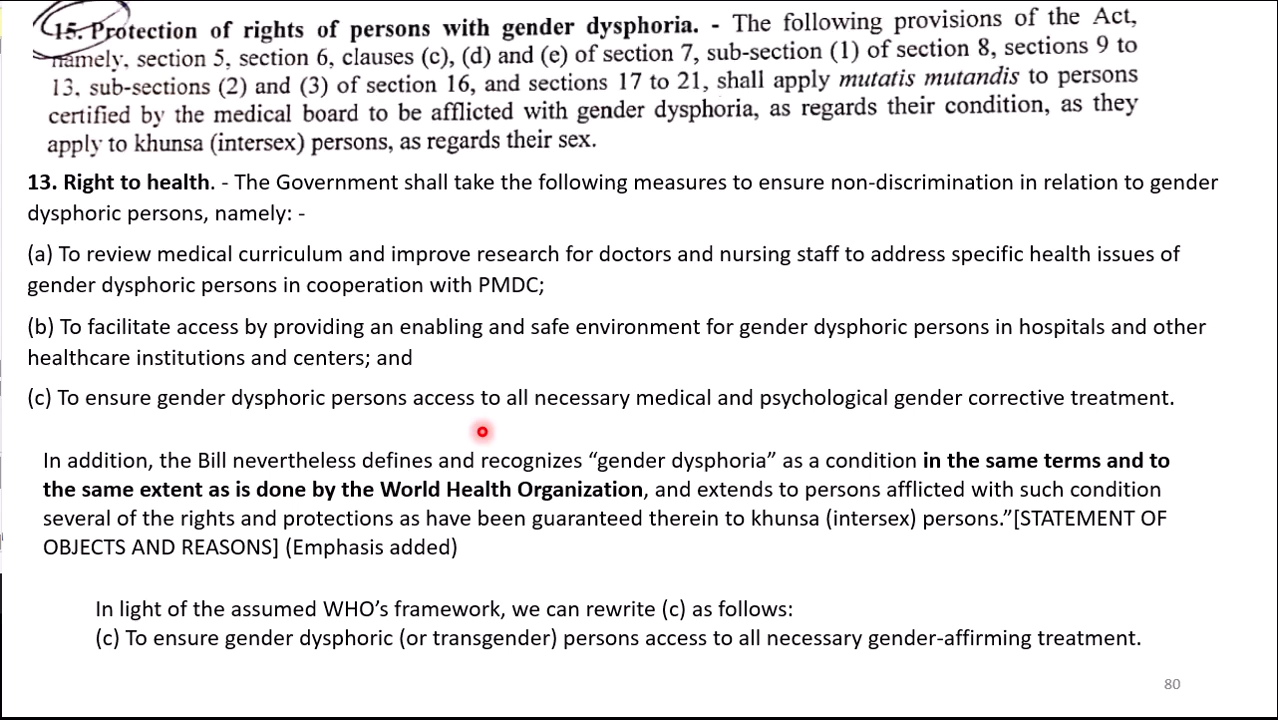 15. Protection of rights of persons with gender dysphoria. - The following provisions of the Act,
namely, section 5, section 6, clauses (c), (d) and (e) of section 7, sub-section (1) of section 8, sections 9 to
13, sub-sections (2) and (3) of section 16, and sections 17 to 21, shall apply mutatis mutandis to persons
certified by the medical board to be afflicted with gender dysphoria, as regards their condition, as they
apply to khunsa (intersex) persons, as regards their sex.
13. Right to health. - The Government shall take the following measures to ensure non-discrimination in relation to gender
dysphoric persons, namely: -
(a) To review medical curriculum and improve research for doctors and nursing staff to address specific health issues of
gender dysphoric persons in cooperation with PMDC;
(b) To facilitate access by providing an enabling and safe environment for gender dysphoric persons in hospitals and other
healthcare institutions and centers; and
(c) To ensure gender dysphoric persons access to all necessary medical and psychological gender corrective treatment.
In addition, the Bill nevertheless defines and recognizes “gender dysphoria” as a condition in the same terms and to
the same extent as is done by the World Health Organization, and extends to persons afflicted with such condition
several of the rights and protections as have been guaranteed therein to khunsa (intersex) persons.”[STATEMENT OF
OBJECTS AND REASONS] (Emphasis added)
In light of the assumed WHO’s framework, we can rewrite (c) as follows:
(c) To ensure gender dysphoric (or transgender) persons access to all necessary gender-affirming treatment.
80